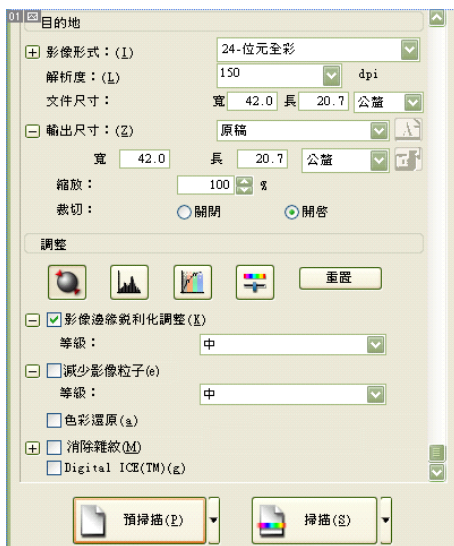 01
目的地
影像形式：(I) 24-位元全彩
解析度：(L) 150 dpi
文件尺寸： 寬 42.0 長 20.7 公釐
輸出尺寸：(Z) 原稿
寬 42.0 長 20.7 公釐
縮放： 100 %
裁切： 關閉 開啓
調整
重置
影像邊緣銳利化調整(X)
等級： 中
減少影像粒子(e)
等級： 中
色彩還原(a)
消除雜紋(M)
Digital ICE(TM)(g)
預掃描(P) 掃描(S)